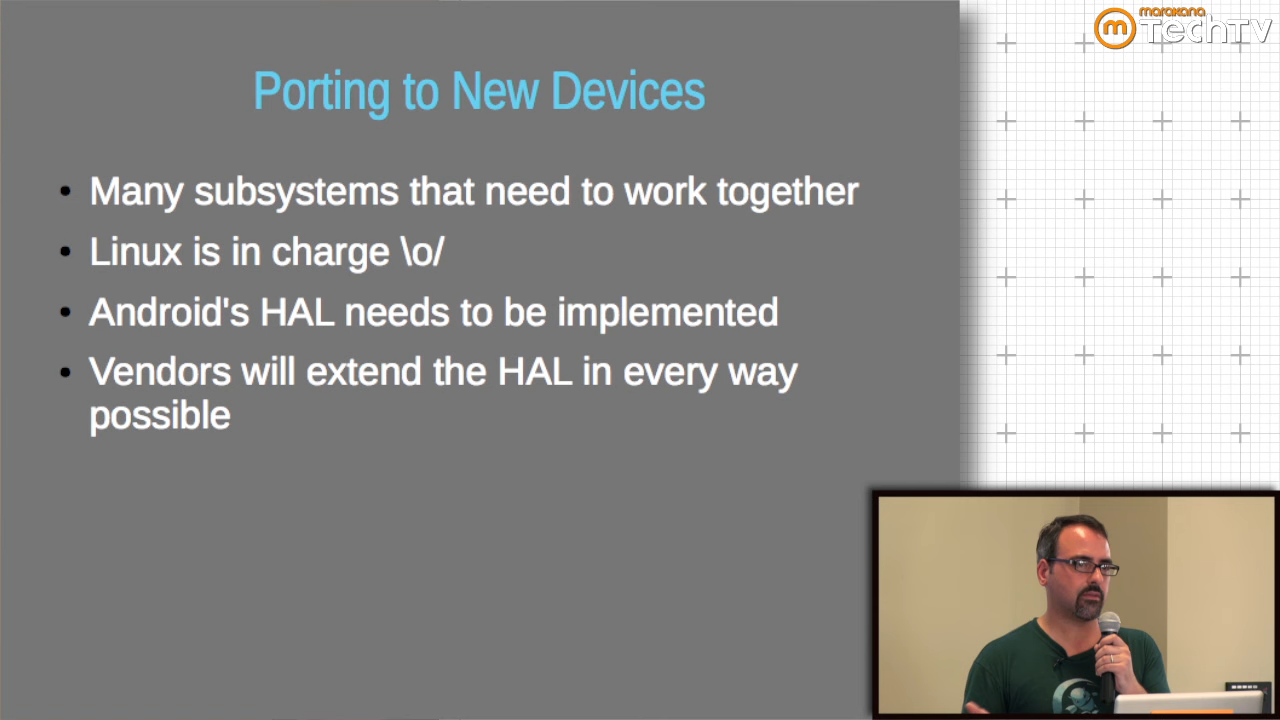 marakana
TechTV
Porting to New Devices
• Many subsystems that need to work together
• Linux is in charge \o/
• Android's HAL needs to be implemented
• Vendors will extend the HAL in every way
possible